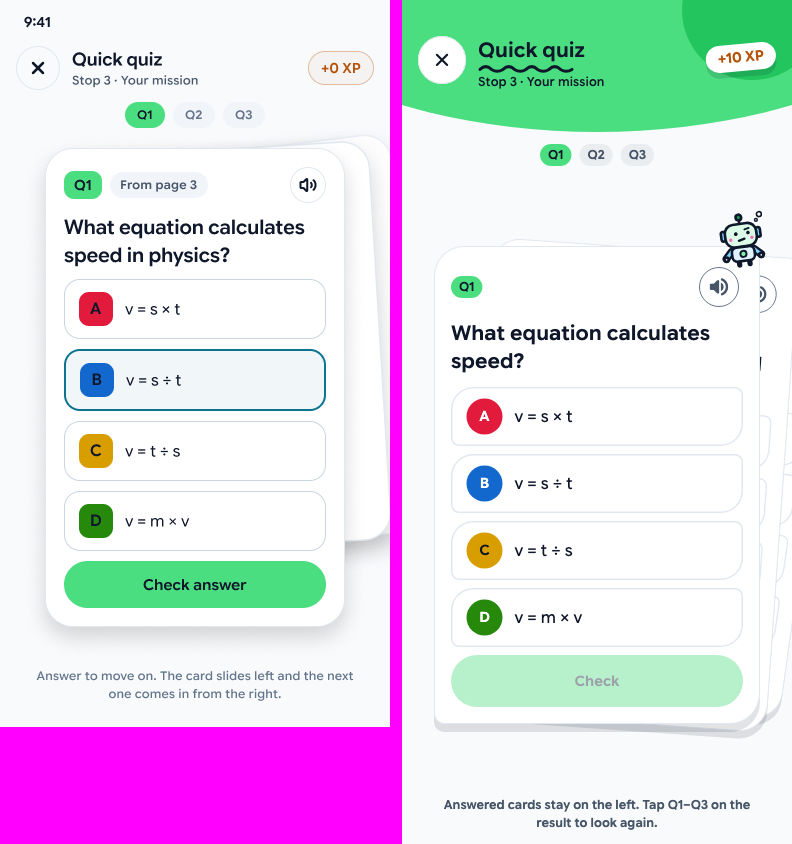 9:41
Quick quiz
Stop 3 · Your mission
+0 XP
Q1 Q2 Q3
Q1 From page 3
What equation calculates
speed in physics?
A v = s × t
B v = s ÷ t
C v = t ÷ s
D v = m × v
Check answer
Answer to move on. The card slides left and the next
one comes in from the right.
Quick quiz
Stop 3 · Your mission
+10 XP
Q1 Q2 Q3
Q1
What equation calculates
speed?
A v = s × t
B v = s ÷ t
C v = t ÷ s
D v = m × v
Check
Answered cards stay on the left. Tap Q1–Q3 on the
result to look again.